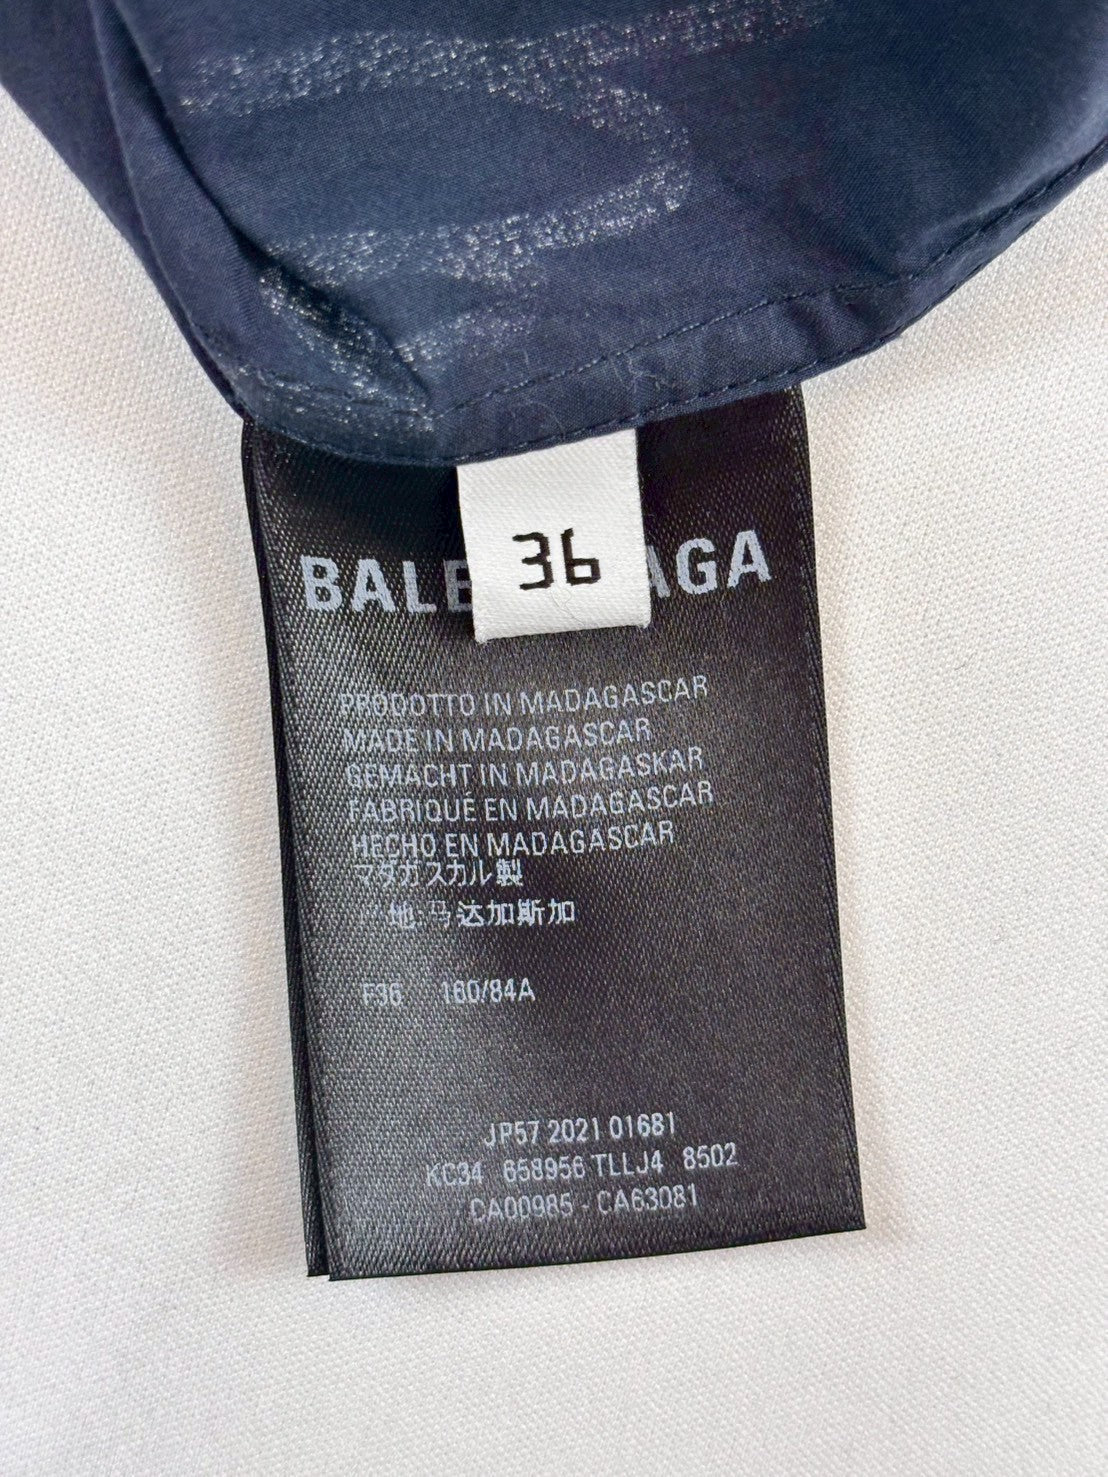 36
BALE AGA
PRODOTTO IN MADAGASCAR
MADE IN MADAGASCAR
GEMACHT IN MADAGASKAR
FABRIQUÉ EN MADAGASCAR
HECHO EN MADAGASCAR
マダガスカル製
地:马达加斯加
F36 160/84A
JP57 2021 01681
KC34 658956 TLLJ4 8502
CA00985 - CA63081